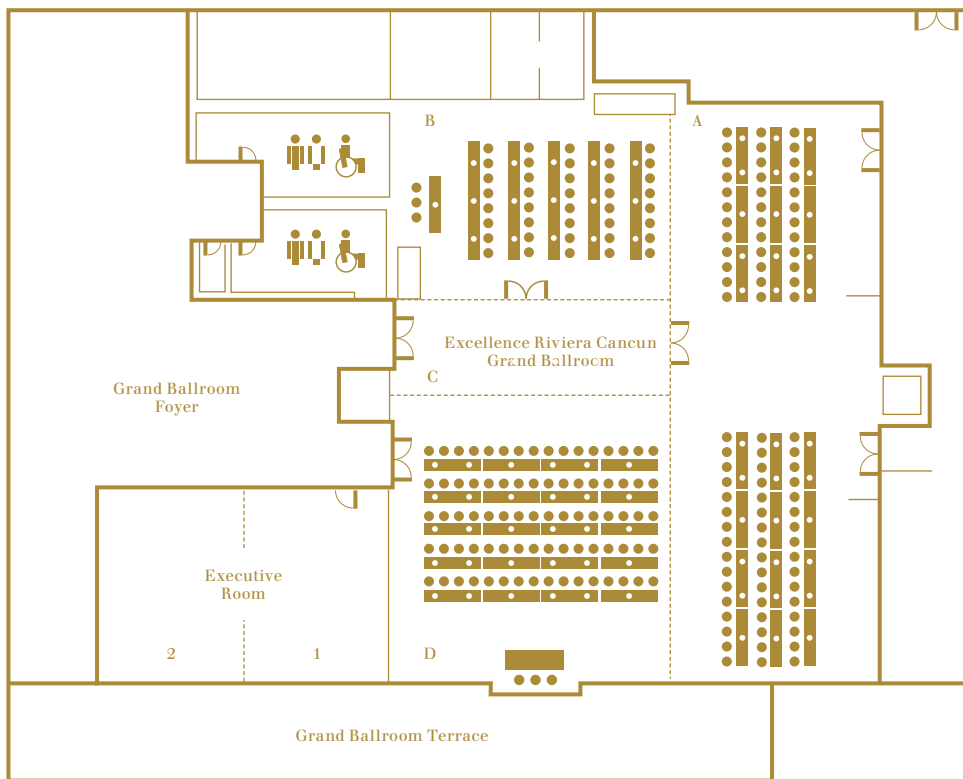 B
A
Excellence Riviera Cancun
Grand Ballroom
C
Grand Ballroom
Foyer
Executive
Room
2
1
D
Grand Ballroom Terrace